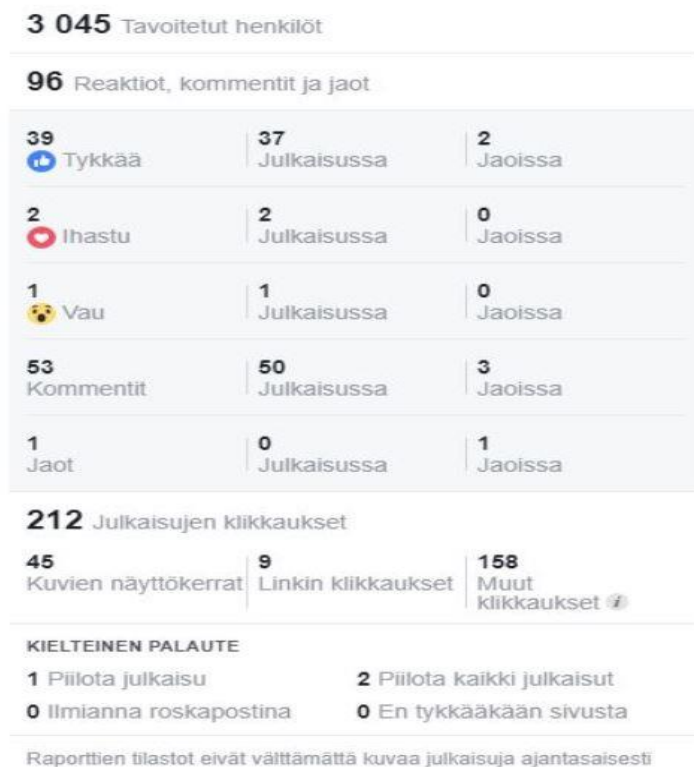 3 045 Tavoitetut henkilöt
96 Reaktiot, kommentit ja jaot
39 37 2
Tykkää Julkaisussa Jaoissa
2 2 0
Ihastu Julkaisussa Jaoissa
1 1 0
Vau Julkaisussa Jaoissa
53 50 3
Kommentit Julkaisussa Jaoissa
1 0 1
Jaot Julkaisussa Jaoissa
212 Julkaisujen klikkaukset
45 9 158
Kuvien näyttökerrat Linkin klikkaukset Muut
klikkaukset i
KIELTEINEN PALAUTE
1 Piilota julkaisu 2 Piilota kaikki julkaisut
0 Ilmianna roskapostina 0 En tykkääkään sivusta
Raporttien tilastot eivät välttämättä kuvaa julkaisuja ajantasaisesti